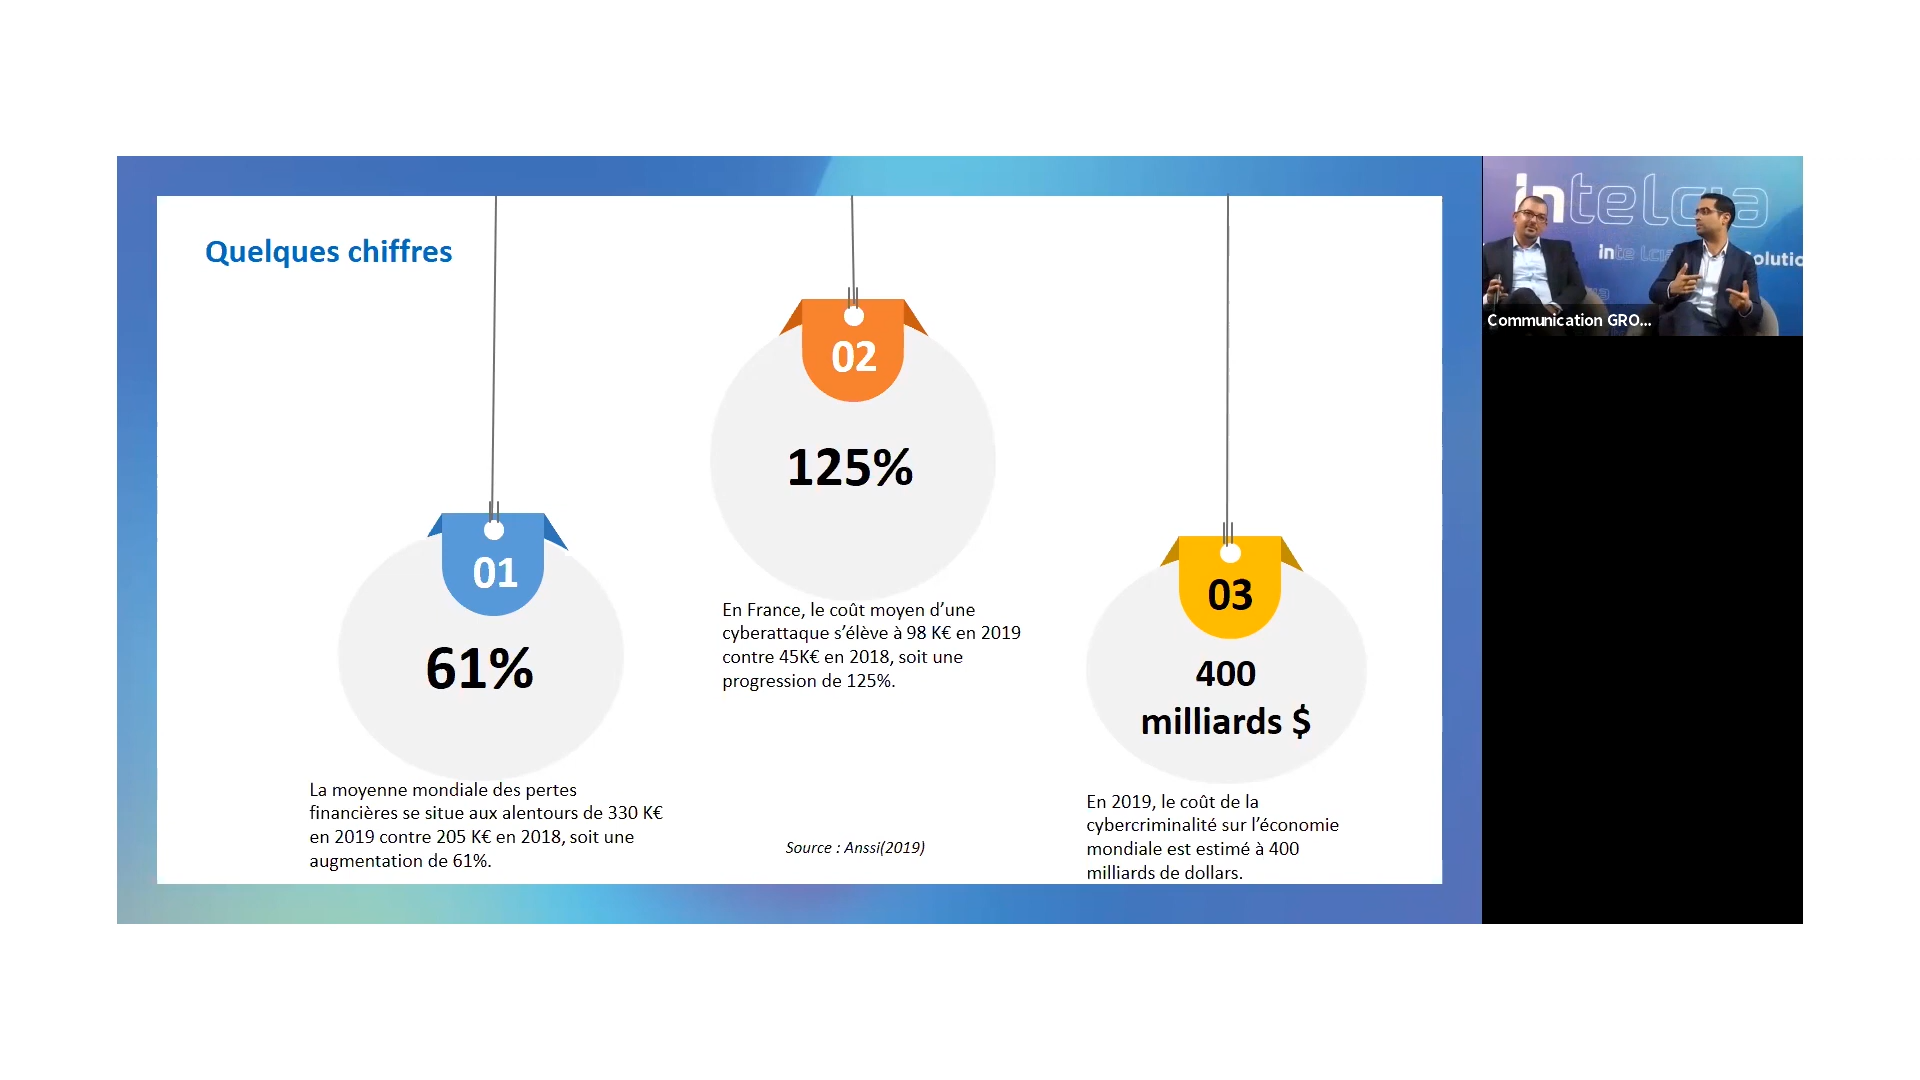 Quelques chiffres
01
61%
La moyenne mondiale des pertes
financières se situe aux alentours de 330 K€
en 2019 contre 205 K€ en 2018, soit une
augmentation de 61%.
02
125%
En France, le coût moyen d’une
cyberattaque s’élève à 98 K€ en 2019
contre 45K€ en 2018, soit une
progression de 125%.
03
400
milliards $
En 2019, le coût de la
cybercriminalité sur l’économie
mondiale est estimé à 400
milliards de dollars.
Source : Anssi(2019)
intelcia
intelcia
Communication GRO...